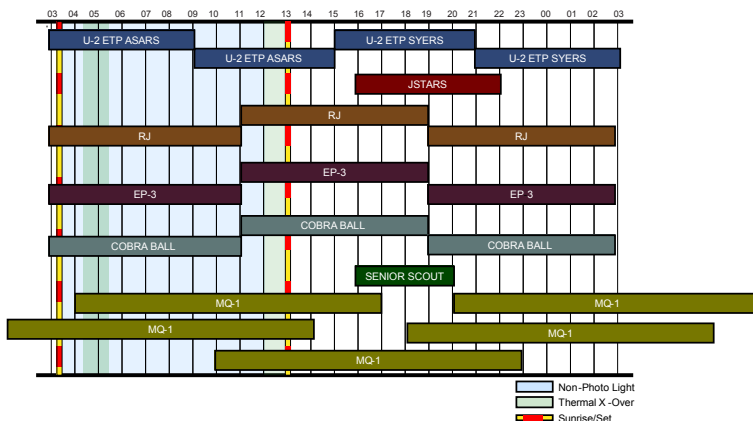 03 04 05 06 07 08 09 10 11 12 13 14 15 16 17 18 19 20 21 22 23 00 01 02 03
U-2 ETP ASARS U-2 ETP SYERS
U-2 ETP ASARS U-2 ETP SYERS
JSTARS
RJ
RJ RJ
EP-3
EP-3 EP 3
COBRA BALL
COBRA BALL COBRA BALL
SENIOR SCOUT
MQ-1 MQ-1
MQ-1 MQ-1
MQ-1
Non-Photo Light
Thermal X -Over
Sunrise/Set